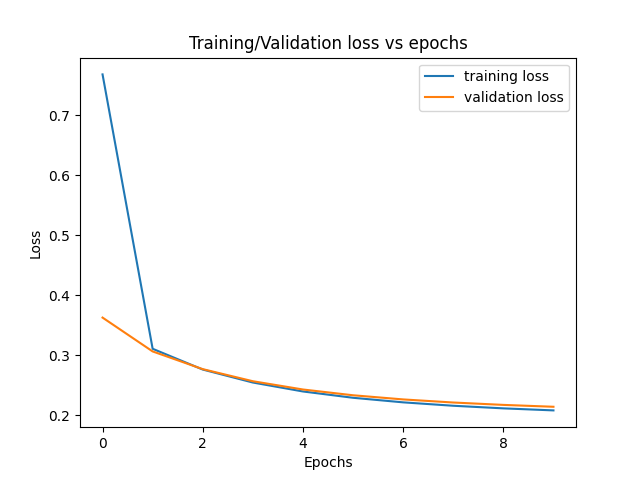 Training/Validation loss vs epochs
training loss
validation loss
0.7
0.6
0.5
0.4
0.3
0.2
Loss
0 2 4 6 8
Epochs